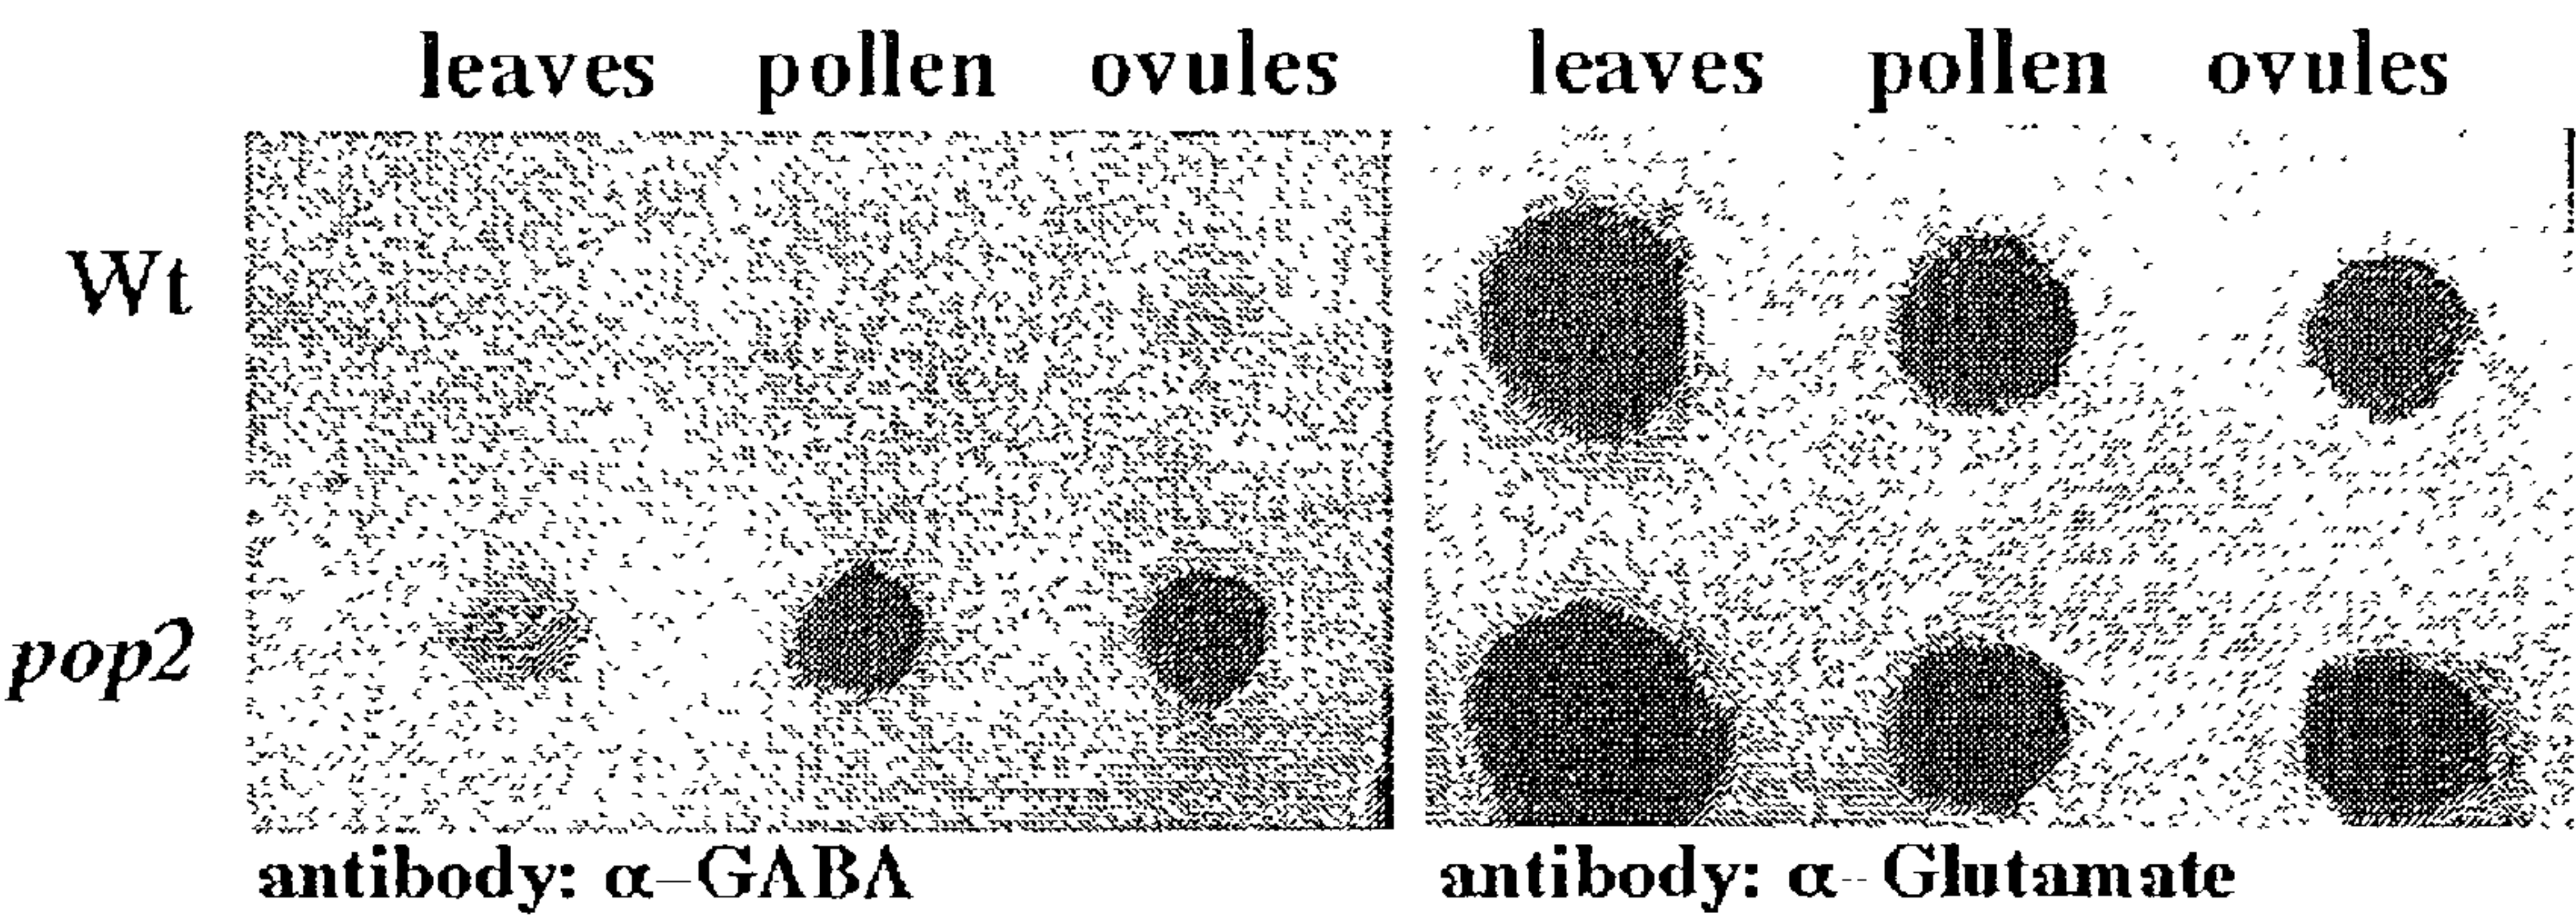 leaves pollen ovules leaves pollen ovules
Wt
pop2
antibody: α-GABA antibody: α-Glutamate